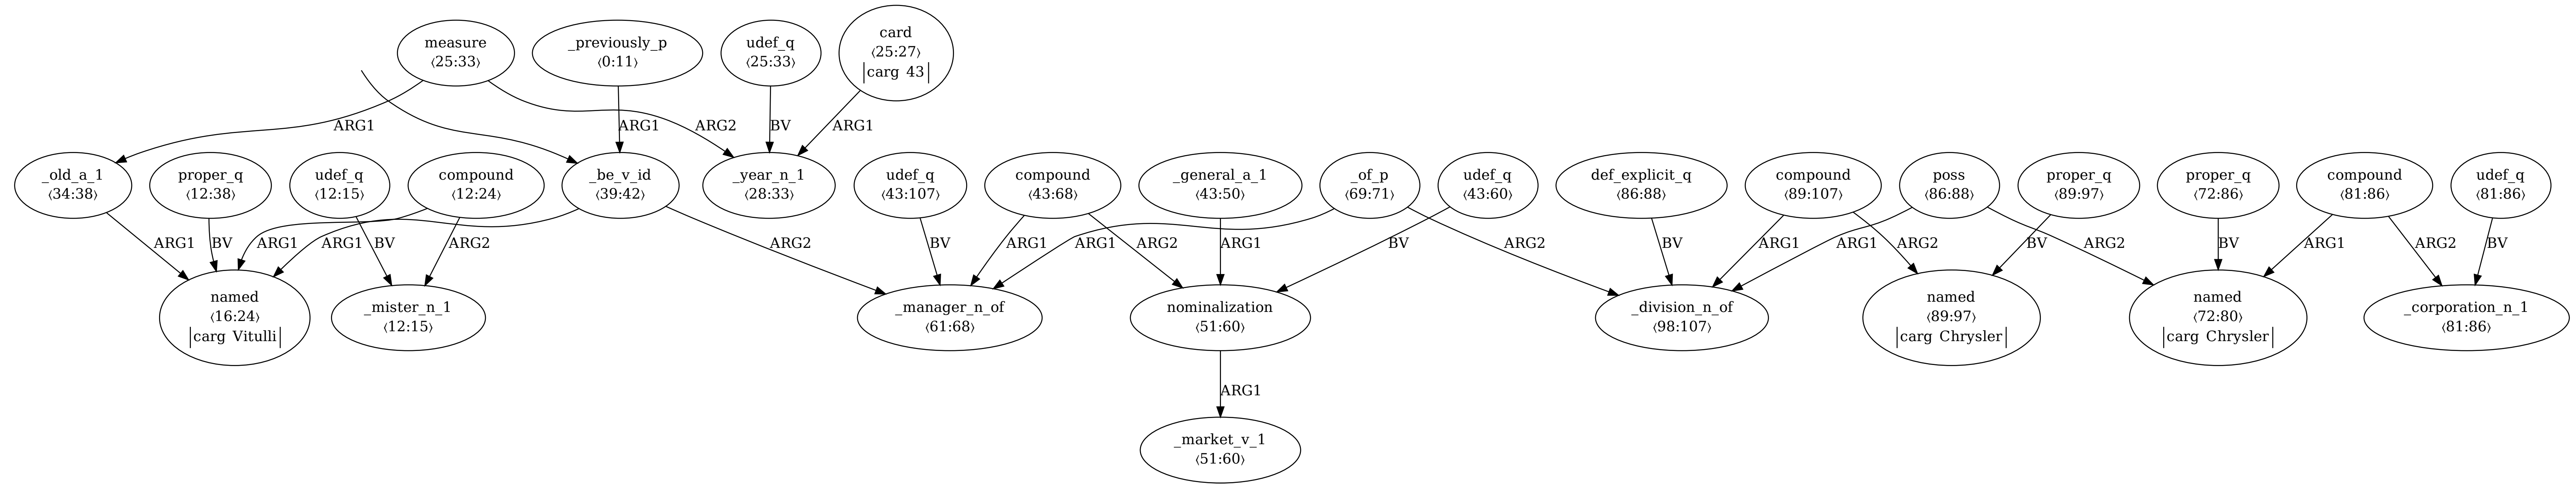 measure
⟨25:33⟩
_previously_p
⟨0:11⟩
udef_q
⟨25:33⟩
card
⟨25:27⟩
carg 43
ARG1
ARG1
ARG2
BV
ARG1
_old_a_1
⟨34:38⟩
proper_q
⟨12:38⟩
udef_q
⟨12:15⟩
compound
⟨12:24⟩
_be_v_id
⟨39:42⟩
_year_n_1
⟨28:33⟩
udef_q
⟨43:107⟩
compound
⟨43:68⟩
_general_a_1
⟨43:50⟩
_of_p
⟨69:71⟩
udef_q
⟨43:60⟩
def_explicit_q
⟨86:88⟩
compound
⟨89:107⟩
poss
⟨86:88⟩
proper_q
⟨89:97⟩
proper_q
⟨72:86⟩
compound
⟨81:86⟩
udef_q
⟨81:86⟩
ARG1
BV
ARG1
ARG1
BV
ARG2
ARG2
BV
ARG1
ARG1
ARG2
ARG1
BV
ARG2
BV
ARG1
ARG1
ARG2
BV
ARG2
BV
ARG1
ARG2
BV
named
⟨16:24⟩
carg Vitulli
_mister_n_1
⟨12:15⟩
_manager_n_of
⟨61:68⟩
nominalization
⟨51:60⟩
_division_n_of
⟨98:107⟩
named
⟨89:97⟩
carg Chrysler
named
⟨72:80⟩
carg Chrysler
_corporation_n_1
⟨81:86⟩
ARG1
_market_v_1
⟨51:60⟩